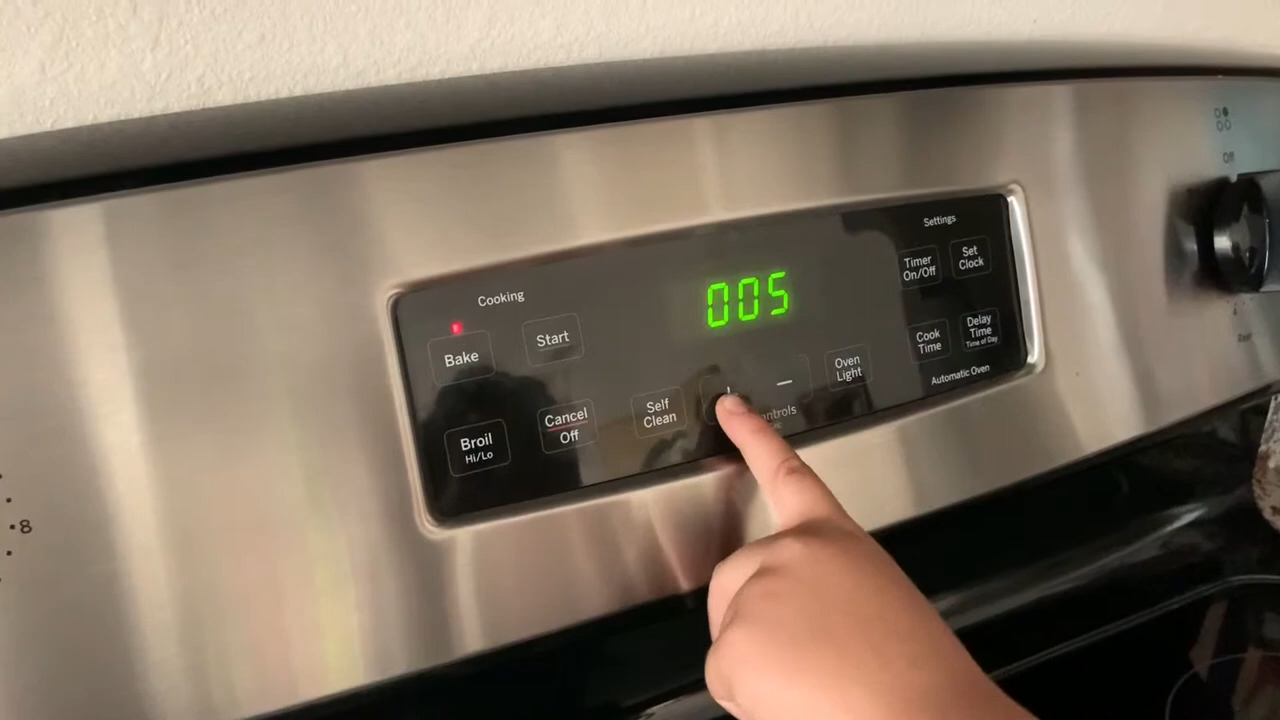 Off
Settings
Timer
On/Off
Set
Clock
005
Cooking
Bake
Start
Cook
Time
Delay
Time
Time of Day
Oven
Light
Automatic Oven
+
−
Self
Clean
Cancel
Off
Broil
Hi/Lo
8